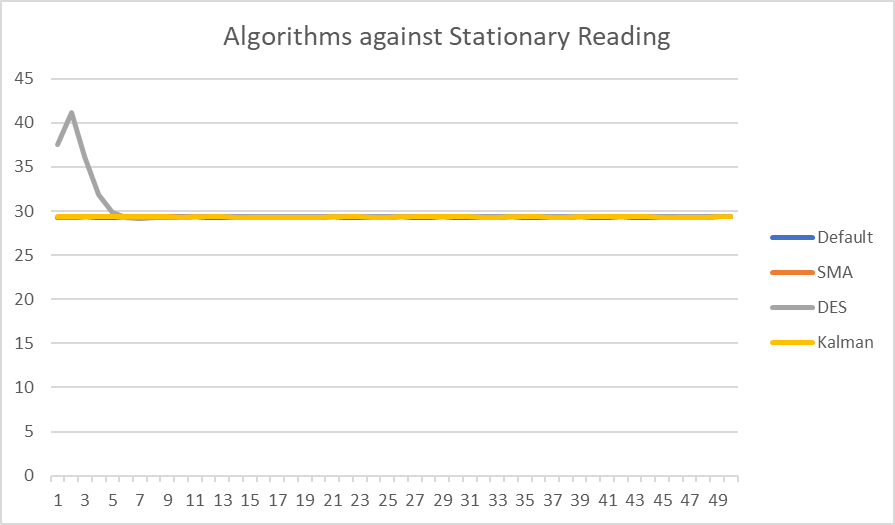 Algorithms against Stationary Reading
45
40
35
30
25
20
15
10
5
0
1 3 5 7 9 11 13 15 17 19 21 23 25 27 29 31 33 35 37 39 41 43 45 47 49
Default
SMA
DES
Kalman